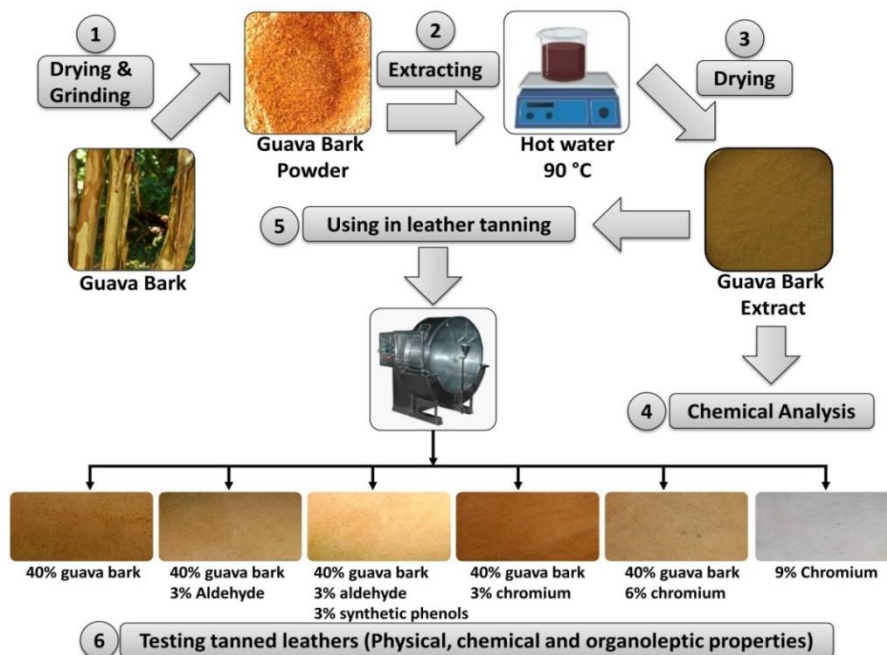 1
Drying &
Grinding
2
Extracting
3
Drying
Guava Bark
Powder
Hot water
90 °C
Guava Bark
5
Using in leather tanning
Guava Bark
Extract
4
Chemical Analysis
40% guava bark
40% guava bark
3% Aldehyde
40% guava bark
3% aldehyde
3% synthetic phenols
40% guava bark
3% chromium
40% guava bark
6% chromium
9% Chromium
6
Testing tanned leathers (Physical, chemical and organoleptic properties)